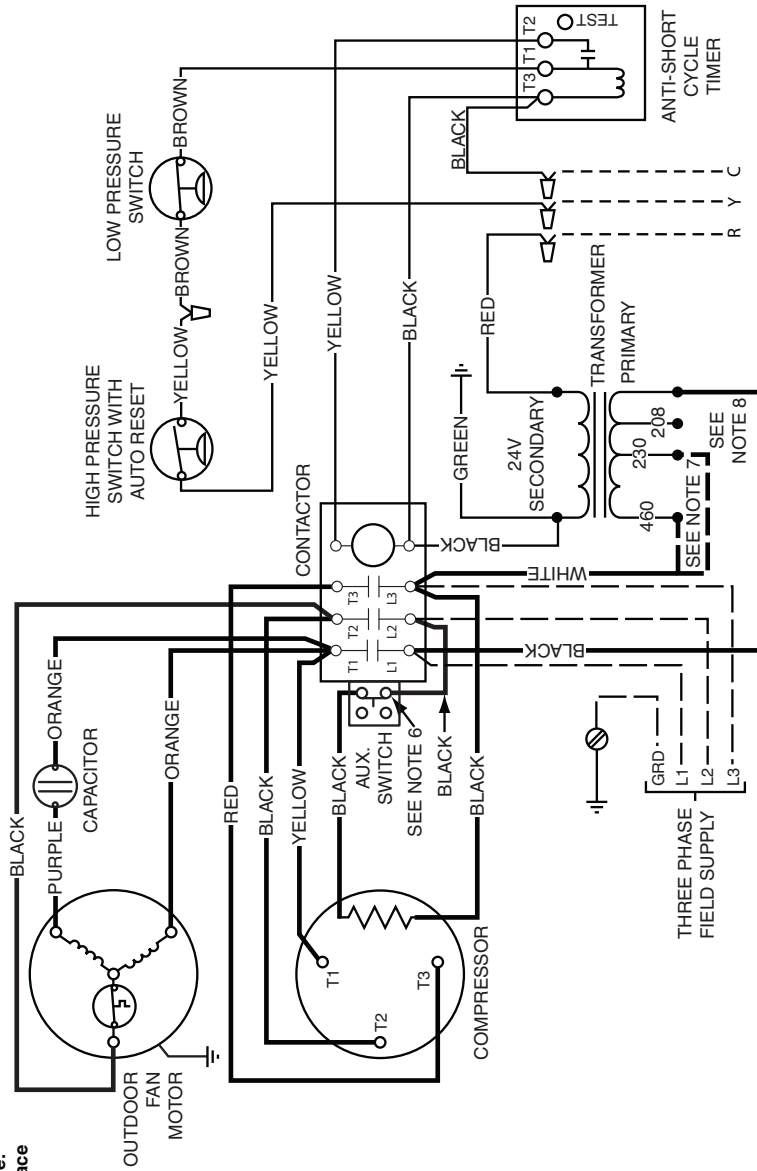 e.
ace
OUTDOOR
FAN
MOTOR
BLACK
PURPLE
CAPACITOR
ORANGE
ORANGE
RED
BLACK
YELLOW
COMPRESSOR
T1
T2
T3
BLACK
AUX.
SWITCH
SEE NOTE 6
BLACK
BLACK
CONTACTOR
T1
T2
T3
L1
L2
L3
HIGH PRESSURE
SWITCH WITH
AUTO RESET
YELLOW
BROWN
LOW PRESSURE
SWITCH
BROWN
YELLOW
YELLOW
BLACK
T3
T1
T2
TEST
ANTI-SHORT
CYCLE
TIMER
BLACK
RED
R
Y
C
GREEN
BLACK
24V
SECONDARY
TRANSFORMER
PRIMARY
460
230
208
SEE NOTE 7
SEE
NOTE 8
WHITE
BLACK
THREE PHASE
FIELD SUPPLY
GRD
L1
L2
L3